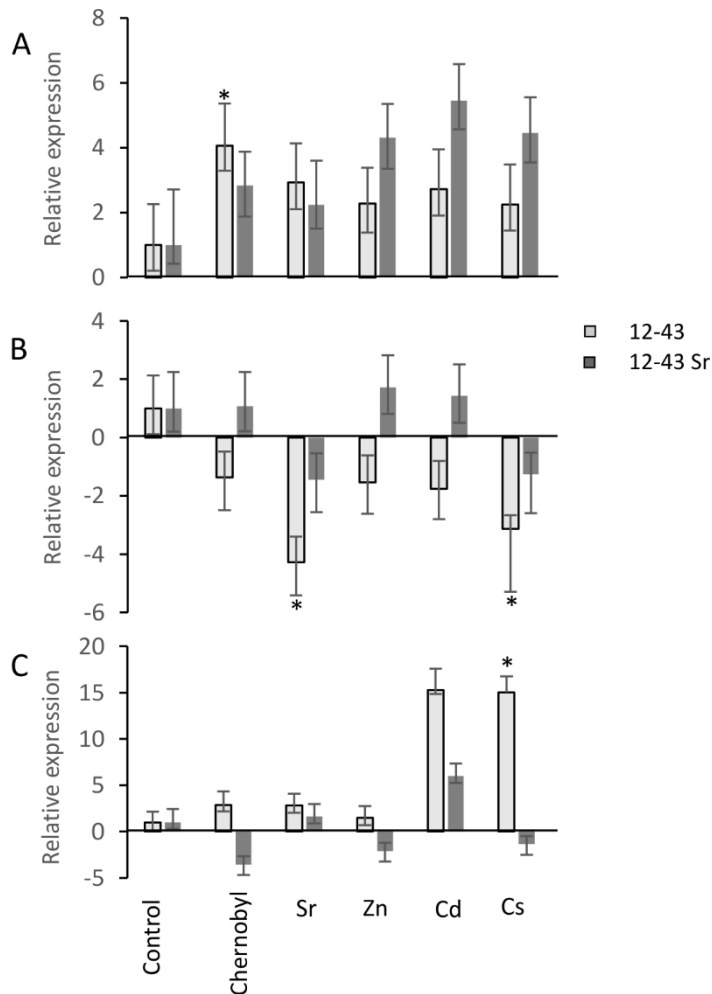 A
Relative expression
8
6
4
2
0
*
B
Relative expression
4
2
0
-2
-4
-6
*
*
12-43
12-43 Sr
C
Relative expression
20
15
10
5
0
-5
*
Control
Chernobyl
Sr
Zn
Cd
Cs